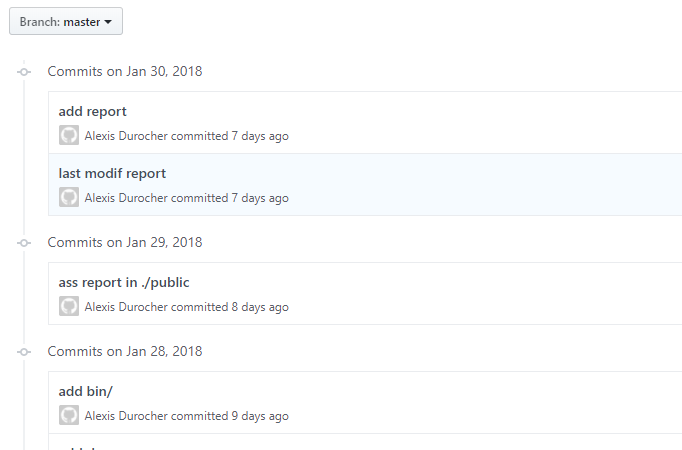 Branch: master
Commits on Jan 30, 2018
add report
Alexis Durocher committed 7 days ago
last modif report
Alexis Durocher committed 7 days ago
Commits on Jan 29, 2018
ass report in ./public
Alexis Durocher committed 8 days ago
Commits on Jan 28, 2018
add bin/
Alexis Durocher committed 9 days ago